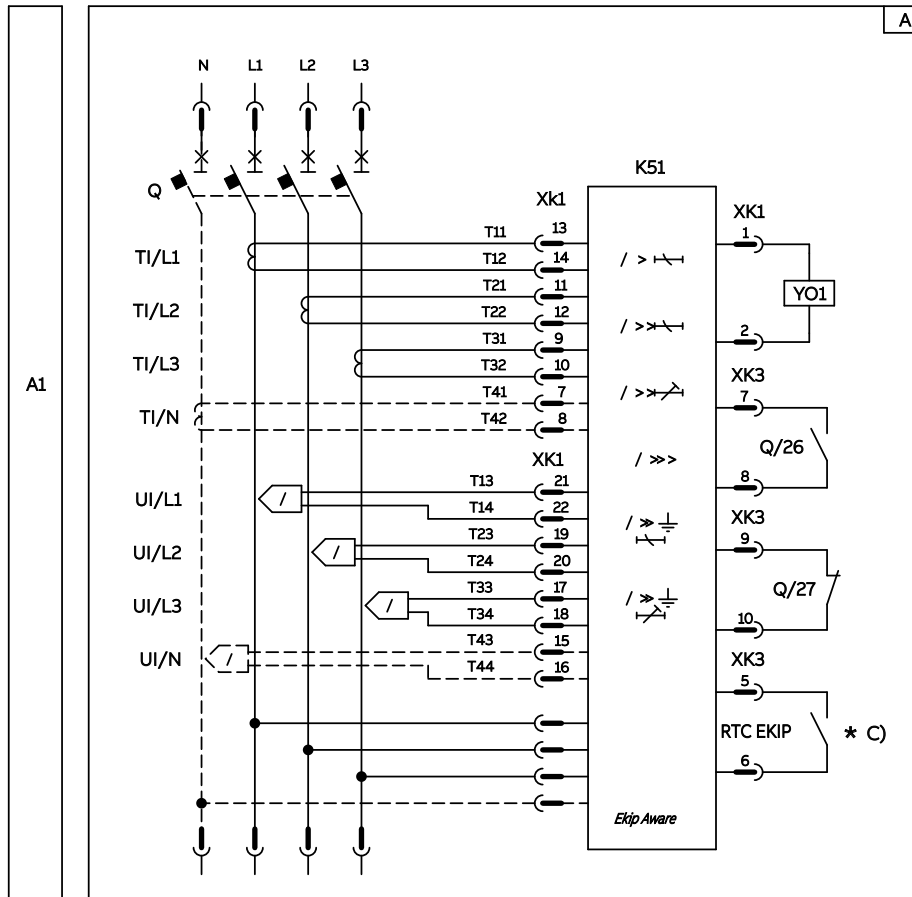 A
N L1 L2 L3
K51
Q
Xk1
XK1
T11 13
1
TI/L1
T12 14
/ >
T21 11
YO1
TI/L2
T22 12
/ >>
2
T31 9
TI/L3
T32 10
XK3
A1
T41 7
/ >>
7
TI/N
T42 8
Q/26
XK1
/ >>>
T13 21
8
UI/L1
/
T14 22
XK3
T23 19
/ >>
9
UI/L2
/
T24 20
T33 17
Q/27
UI/L3
/
T34 18
/ >>
10
T43 15
XK3
UI/N
/
T44 16
5
RTC EKIP * C)
6
Ekip Aware